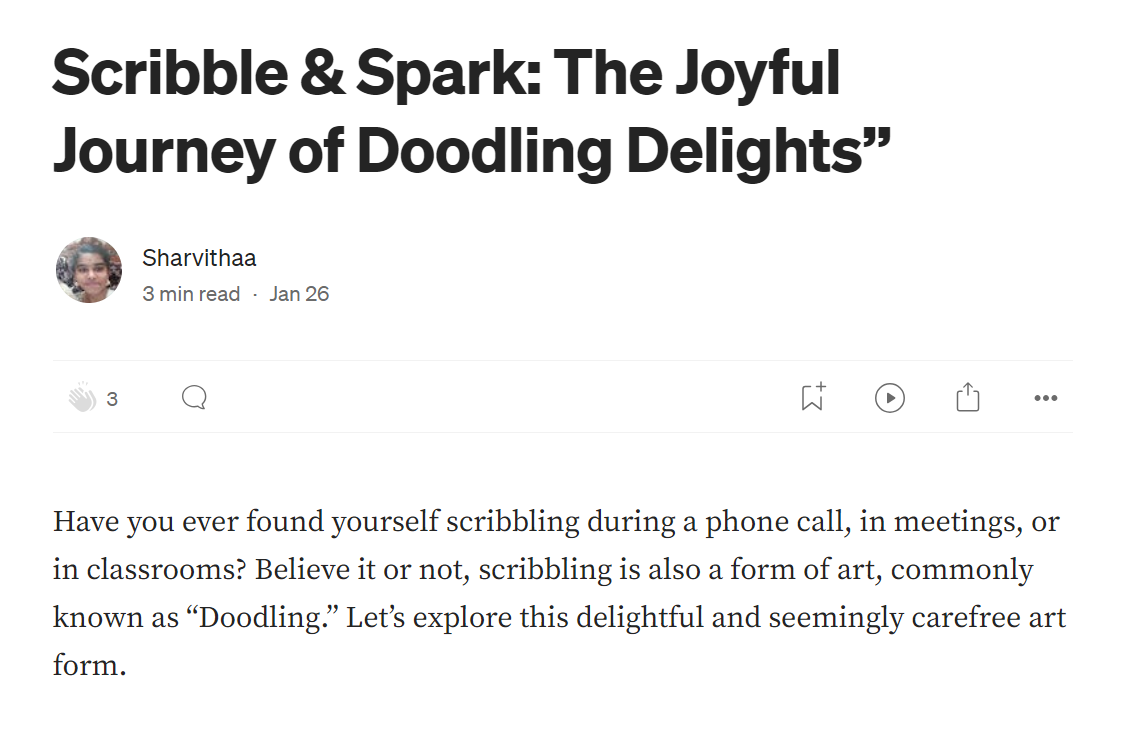 Scribble & Spark: The Joyful
Journey of Doodling Delights”
Sharvithaa
3 min read · Jan 26
3
Have you ever found yourself scribbling during a phone call, in meetings, or
in classrooms? Believe it or not, scribbling is also a form of art, commonly
known as “Doodling.” Let’s explore this delightful and seemingly carefree art
form.